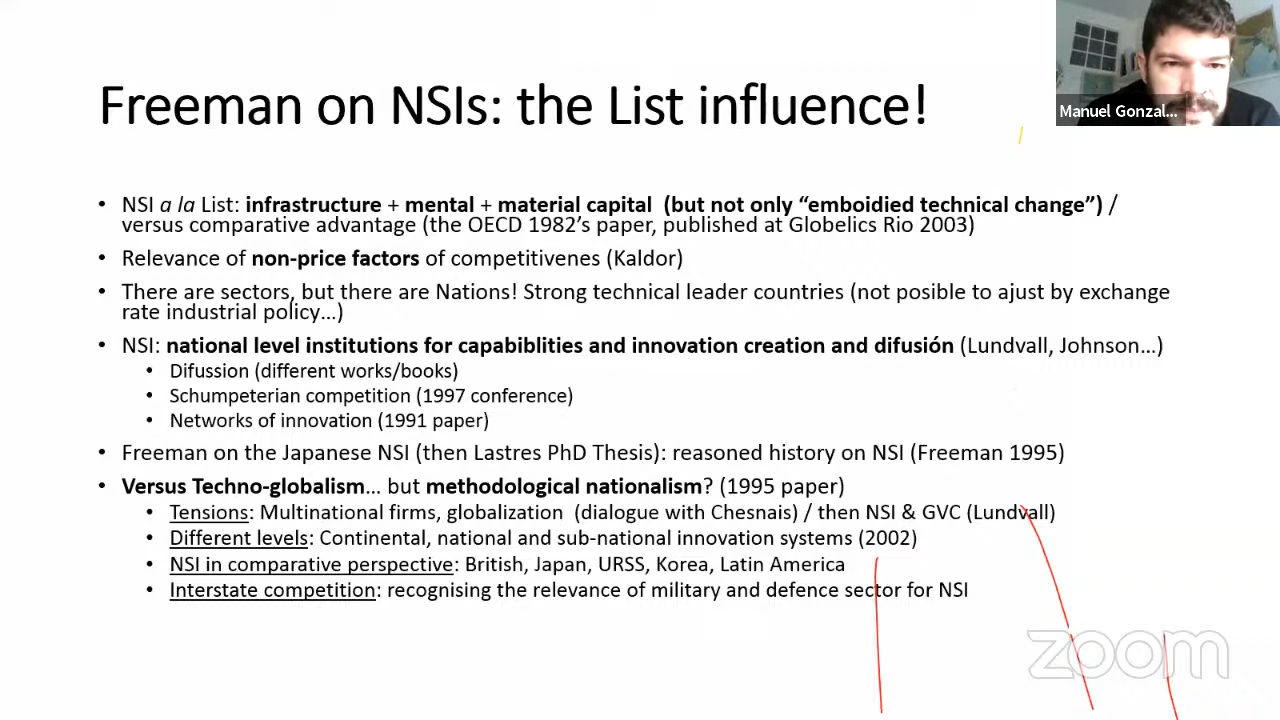 Freeman on NSIs: the List influence!
Manuel Gonzal...
• NSI a la List: infrastructure + mental + material capital (but not only “emboidied technical change”) /
versus comparative advantage (the OECD 1982’s paper, published at Globelics Rio 2003)
• Relevance of non-price factors of competitivenes (Kaldor)
• There are sectors, but there are Nations! Strong technical leader countries (not posible to ajust by exchange
rate industrial policy…)
• NSI: national level institutions for capabiblities and innovation creation and difusión (Lundvall, Johnson…)
• Difussion (different works/books)
• Schumpeterian competition (1997 conference)
• Networks of innovation (1991 paper)
• Freeman on the Japanese NSI (then Lastres PhD Thesis): reasoned history on NSI (Freeman 1995)
• Versus Techno-globalism… but methodological nationalism? (1995 paper)
• Tensions: Multinational firms, globalization (dialogue with Chesnais) / then NSI & GVC (Lundvall)
• Different levels: Continental, national and sub-national innovation systems (2002)
• NSI in comparative perspective: British, Japan, URSS, Korea, Latin America
• Interstate competition: recognising the relevance of military and defence sector for NSI
zoom